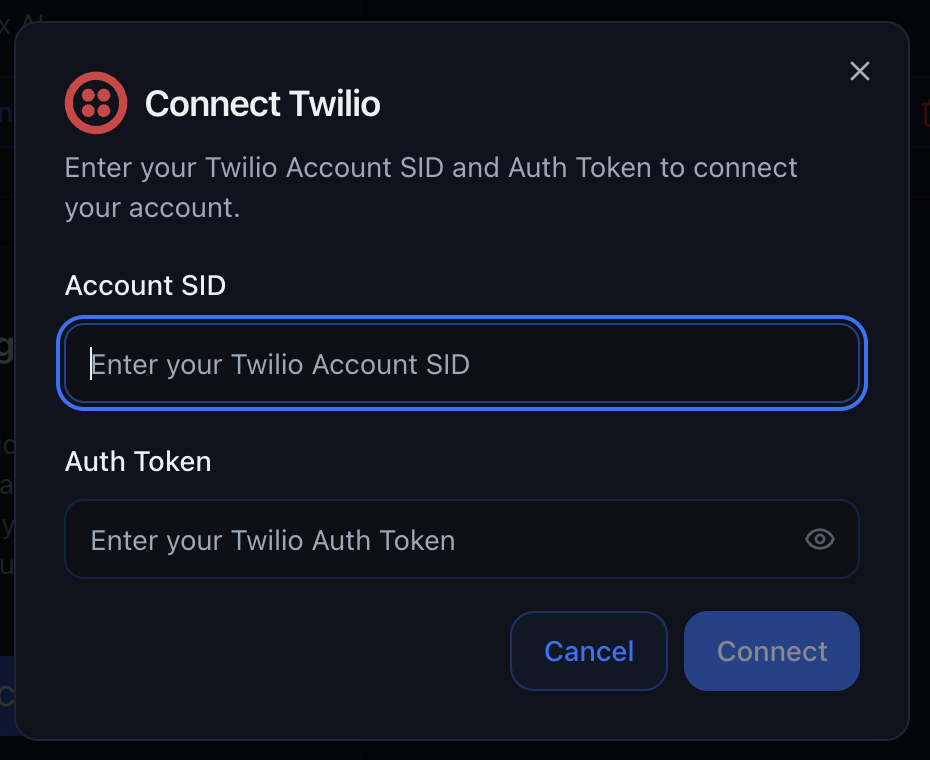 Connect Twilio
Enter your Twilio Account SID and Auth Token to connect
your account.
Account SID
Enter your Twilio Account SID
Auth Token
Enter your Twilio Auth Token
Cancel
Connect